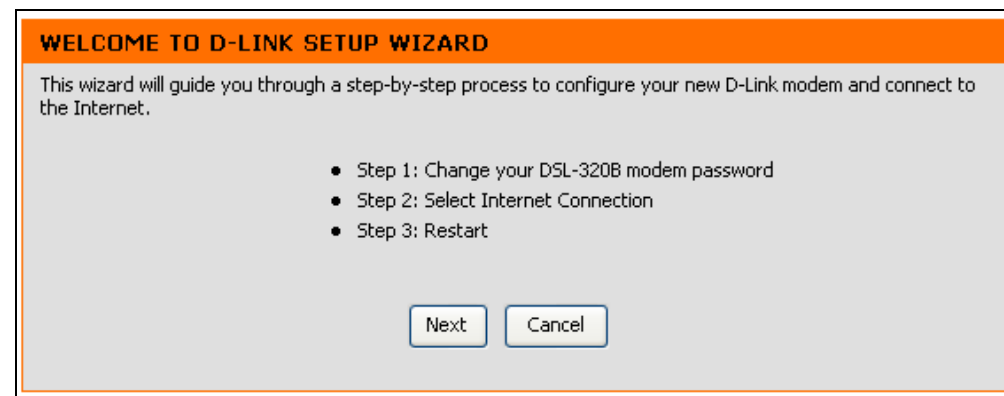 WELCOME TO D-LINK SETUP WIZARD
This wizard will guide you through a step-by-step process to configure your new D-Link modem and connect to
the Internet.
● Step 1: Change your DSL-320B modem password
● Step 2: Select Internet Connection
● Step 3: Restart
Next Cancel